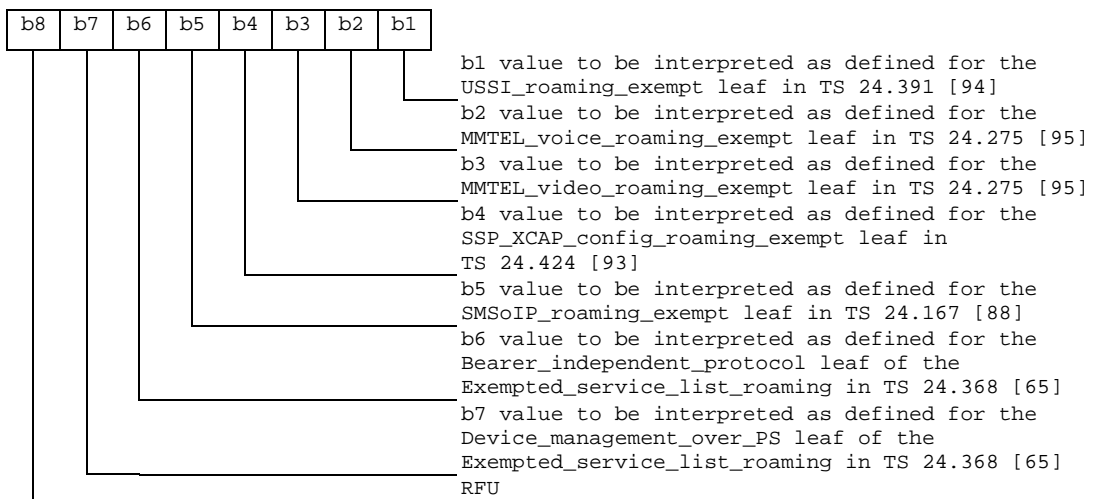 b8 b7 b6 b5 b4 b3 b2 b1
b1 value to be interpreted as defined for the
USSI_roaming_exempt leaf in TS 24.391 [94]
b2 value to be interpreted as defined for the
MMTEL_voice_roaming_exempt leaf in TS 24.275 [95]
b3 value to be interpreted as defined for the
MMTEL_video_roaming_exempt leaf in TS 24.275 [95]
b4 value to be interpreted as defined for the
SSP_XCAP_config_roaming_exempt leaf in
TS 24.424 [93]
b5 value to be interpreted as defined for the
SMSoIP_roaming_exempt leaf in TS 24.167 [88]
b6 value to be interpreted as defined for the
Bearer_independent_protocol leaf of the
Exempted_service_list_roaming in TS 24.368 [65]
b7 value to be interpreted as defined for the
Device_management_over_PS leaf of the
Exempted_service_list_roaming in TS 24.368 [65]
RFU